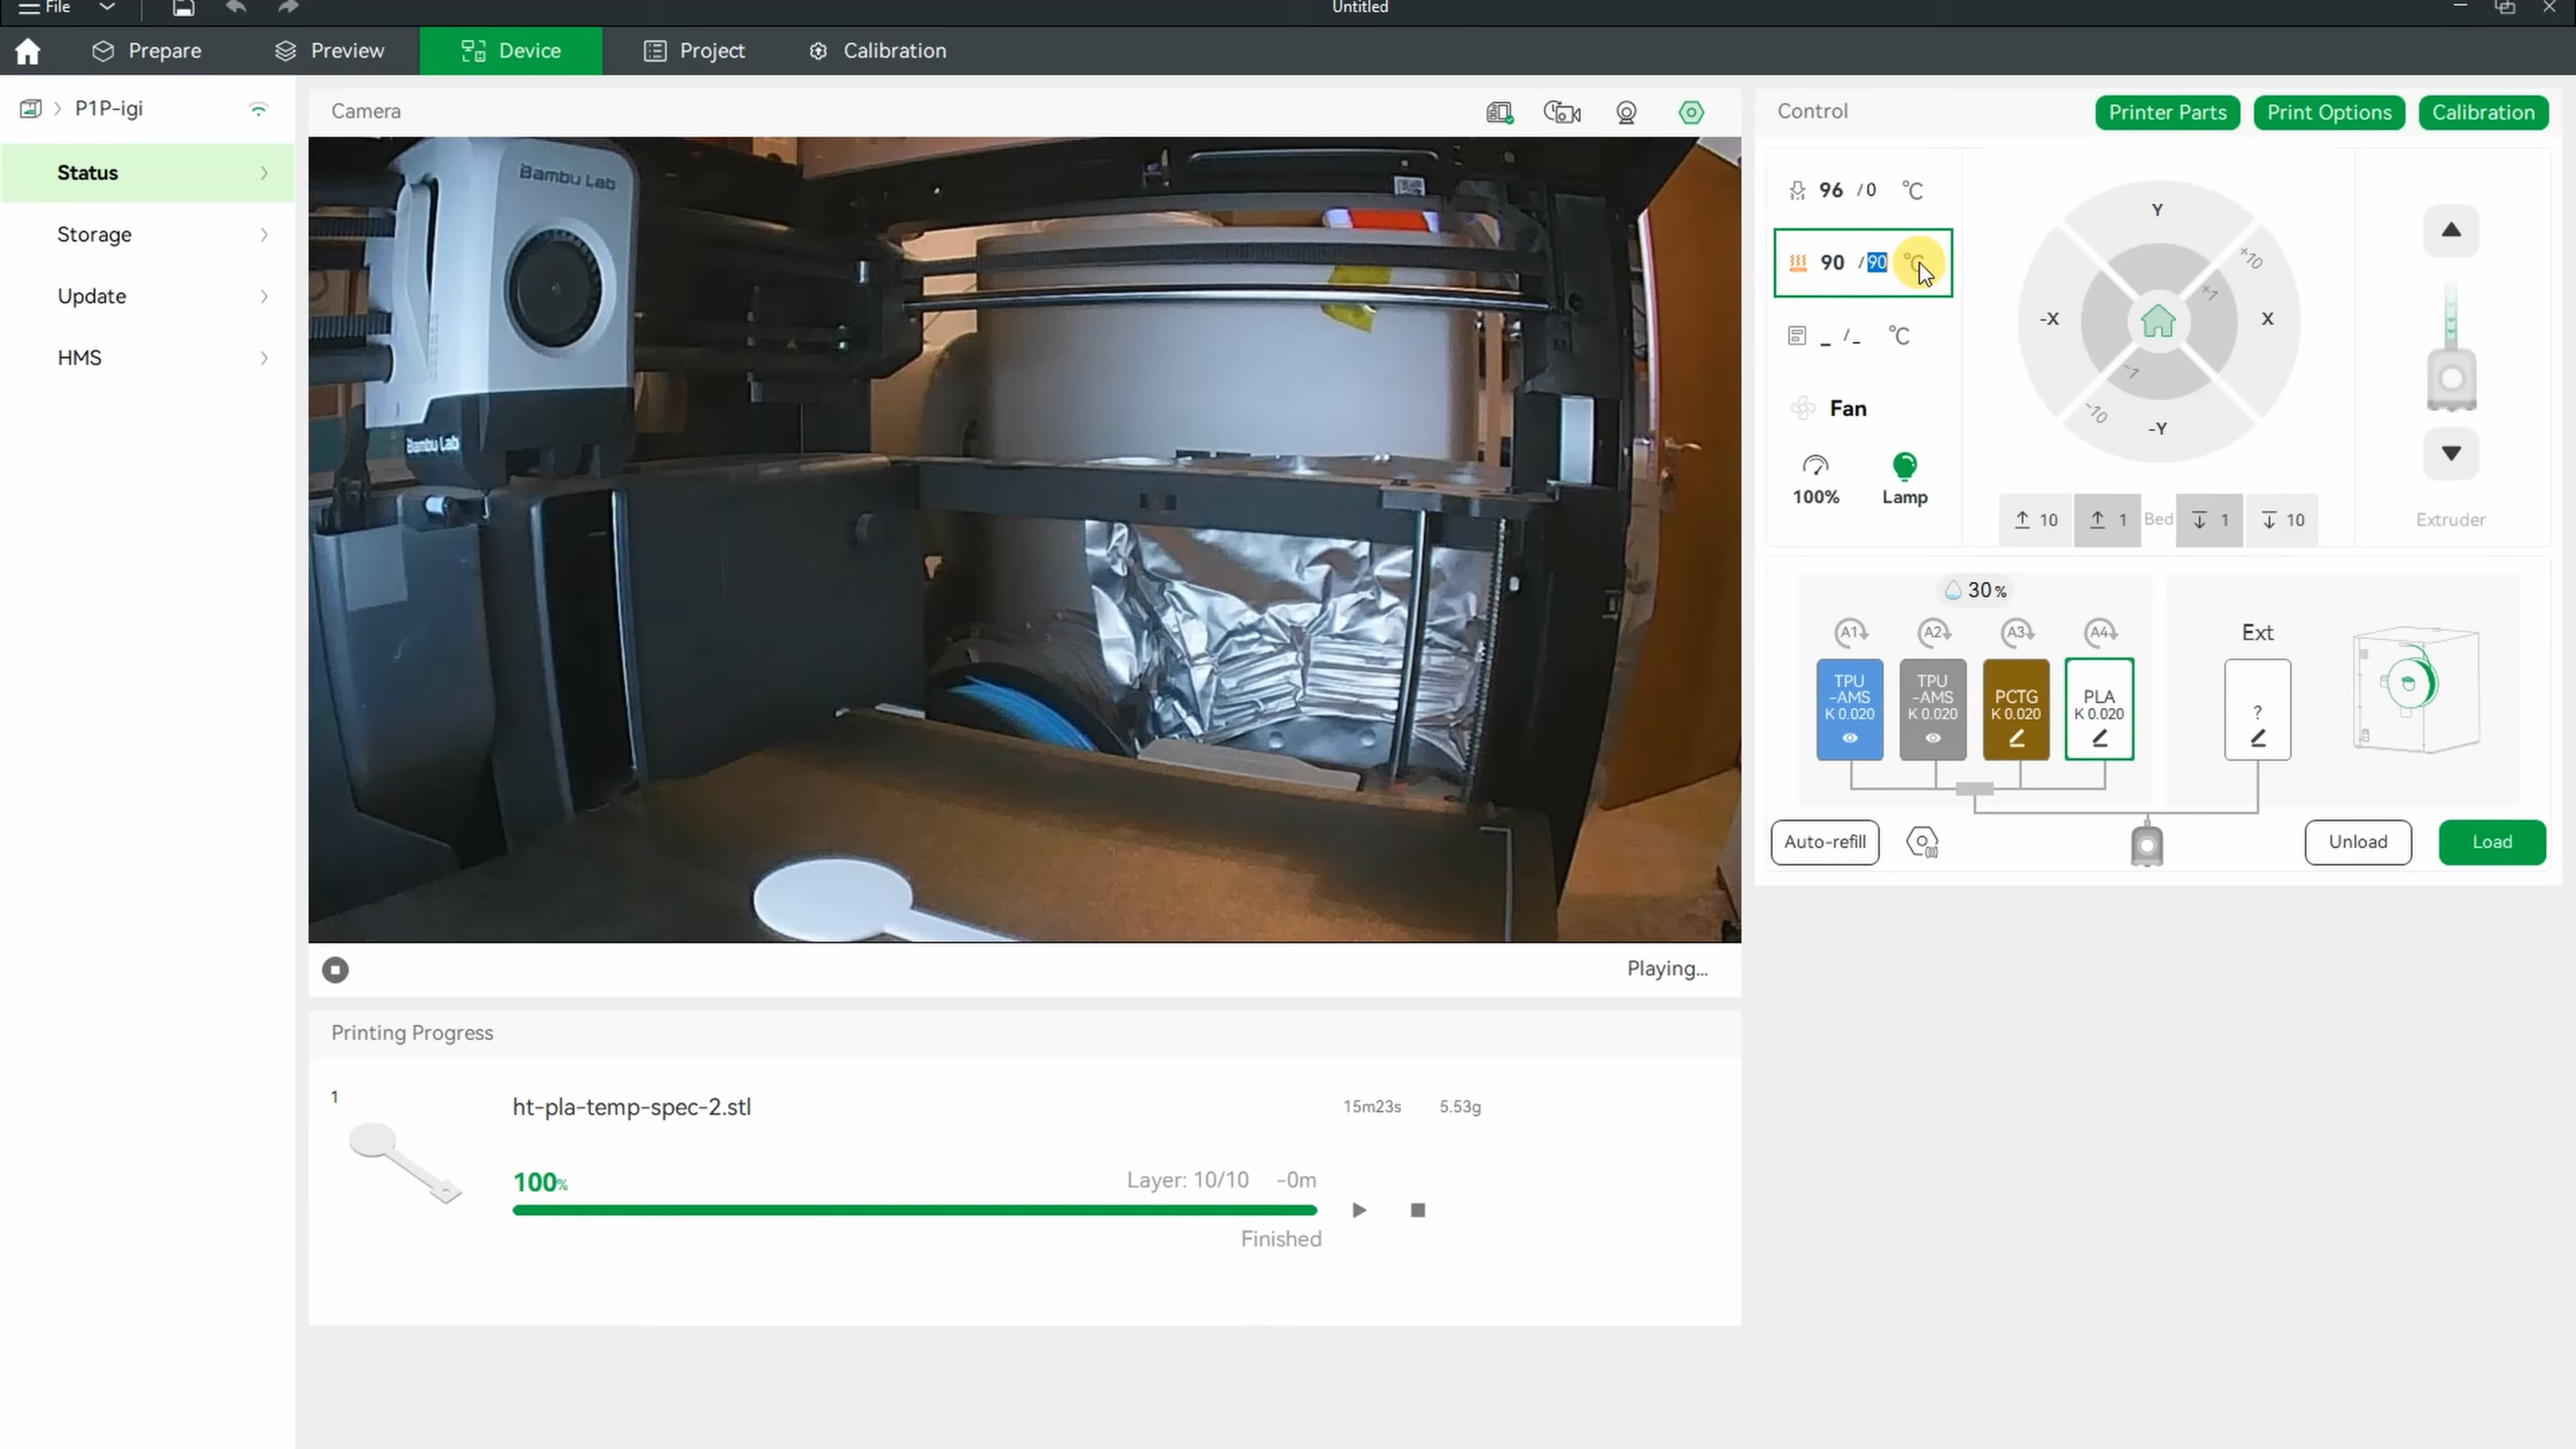 File
Untitled
Prepare
Preview
Device
Project
Calibration
P1P-igi
Status
Storage
Update
HMS
Camera
Bambu Lab
Bambu Lab
Playing...
Printing Progress
1
ht-pla-temp-spec-2.stl
15m23s
5.53g
100%
Layer: 10/10
-0m
Finished
Control
Printer Parts
Print Options
Calibration
96 /0 °C
90 /90 °C
_ /_ °C
Fan
100%
Lamp
Y
+10
+1
-X
X
-1
-10
-Y
10
1
Bed
1
10
Extruder
30%
A1
A2
A3
A4
TPU
-AMS
K 0.020
TPU
-AMS
K 0.020
PCTG
K 0.020
PLA
K 0.020
Ext
?
Auto-refill
Unload
Load